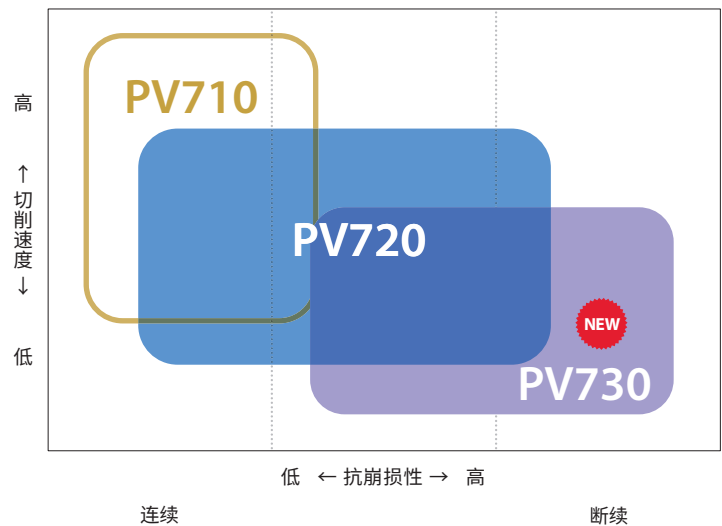 PV710
高
↑
切削速度
↓
低
PV720
NEW
PV730
低 ← 抗崩损性 → 高
连续 断续